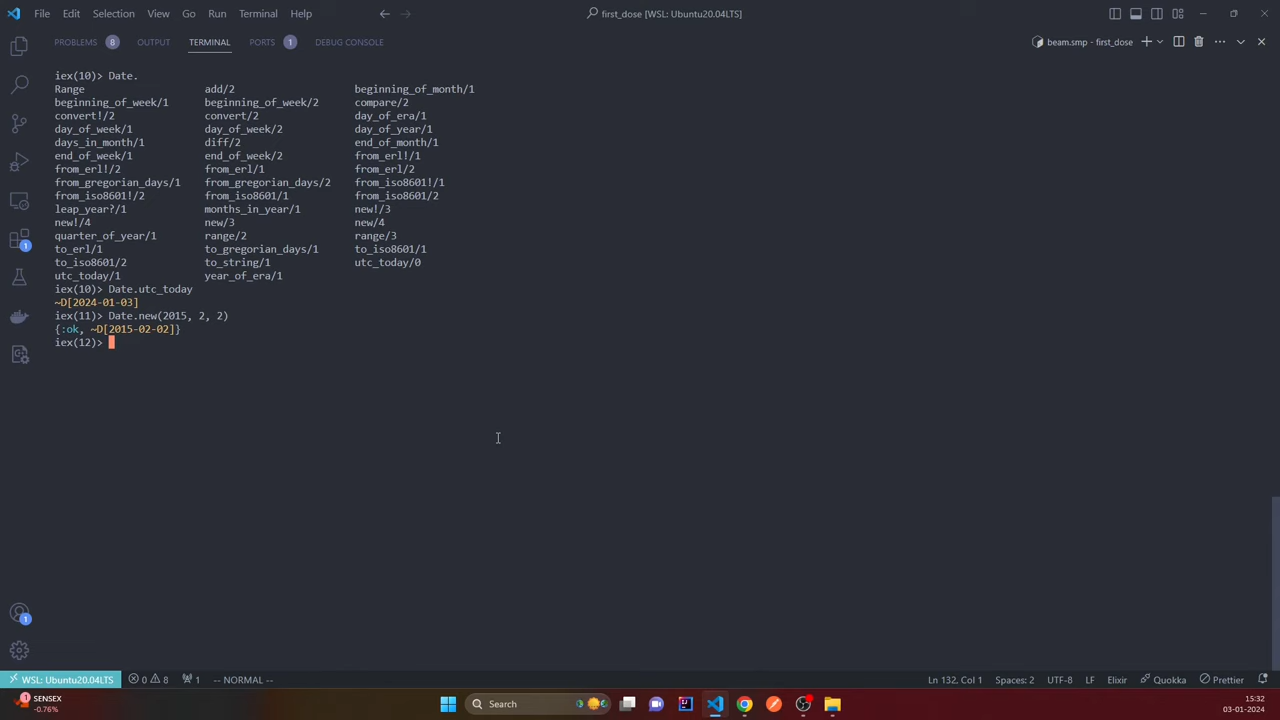 File Edit Selection View Go Run Terminal Help
first_dose [WSL: Ubuntu20.04LTS]
PROBLEMS 8 OUTPUT TERMINAL PORTS 1 DEBUG CONSOLE
beam.smp - first_dose
iex(10)> Date.
Range add/2 beginning_of_month/1
beginning_of_week/1 beginning_of_week/2 compare/2
convert!/2 convert/2 day_of_era/1
day_of_week/1 day_of_week/2 day_of_year/1
days_in_month/1 diff/2 end_of_month/1
end_of_week/1 end_of_week/2 from_erl!/1
from_erl!/2 from_erl/1 from_erl/2
from_gregorian_days/1 from_gregorian_days/2 from_iso8601!/1
from_iso8601!/2 from_iso8601/1 from_iso8601/2
leap_year?/1 months_in_year/1 new!/3
new!/4 new/3 new/4
quarter_of_year/1 range/2 range/3
to_erl/1 to_gregorian_days/1 to_iso8601/1
to_iso8601/2 to_string/1 utc_today/0
utc_today/1 year_of_era/1
iex(10)> Date.utc_today
~D[2024-01-03]
iex(11)> Date.new(2015, 2, 2)
{:ok, ~D[2015-02-02]}
iex(12)>
1
1
WSL: Ubuntu20.04LTS 0 8 1 -- NORMAL -- Ln 132, Col 1 Spaces: 2 UTF-8 LF Elixir Quokka Prettier
1 SENSEX
-0.76%
Search
15:32
03-01-2024